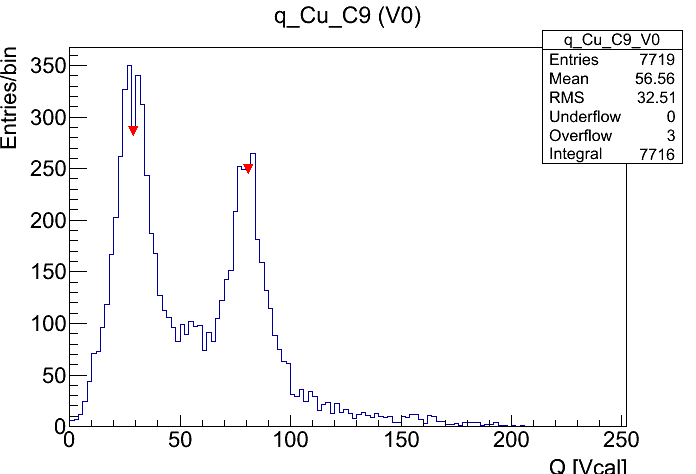 q_Cu_C9 (V0)
q_Cu_C9_V0
Entries 7719
Mean 56.56
RMS 32.51
Underflow 0
Overflow 3
Integral 7716
Entries/bin
350
300
250
200
150
100
50
0
0 50 100 150 200 250
Q [Vcal]